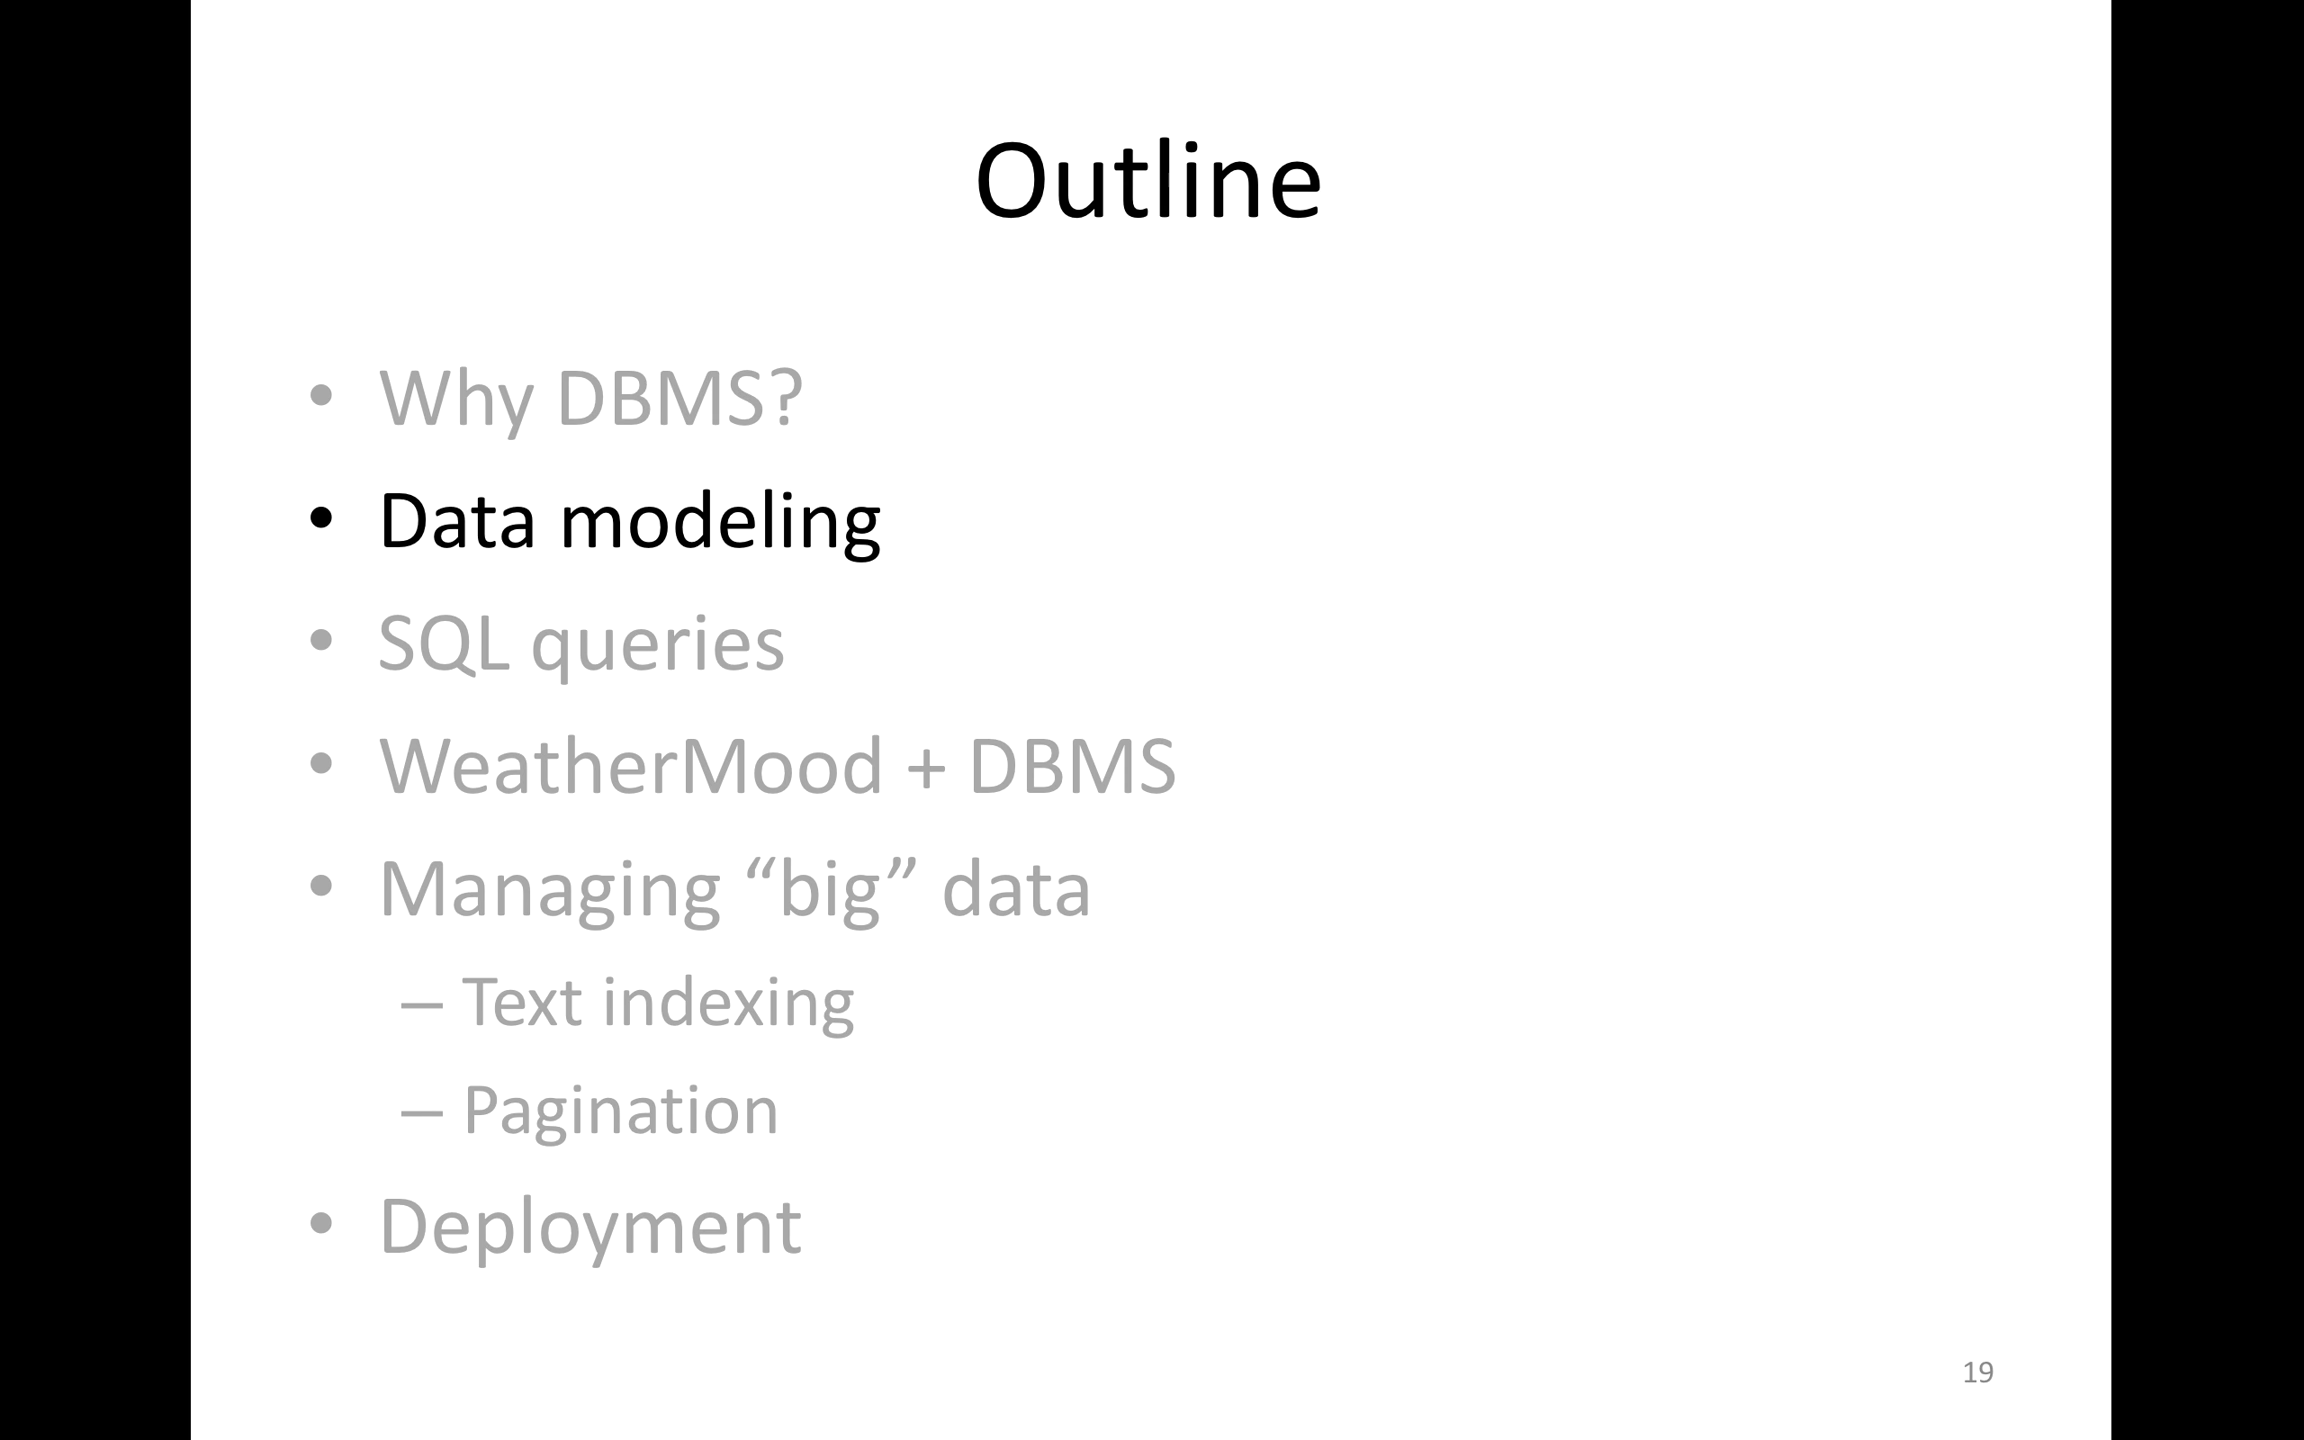 Outline
• Why DBMS?
• Data modeling
• SQL queries
• WeatherMood + DBMS
• Managing “big” data
– Text indexing
– Pagination
• Deployment
19